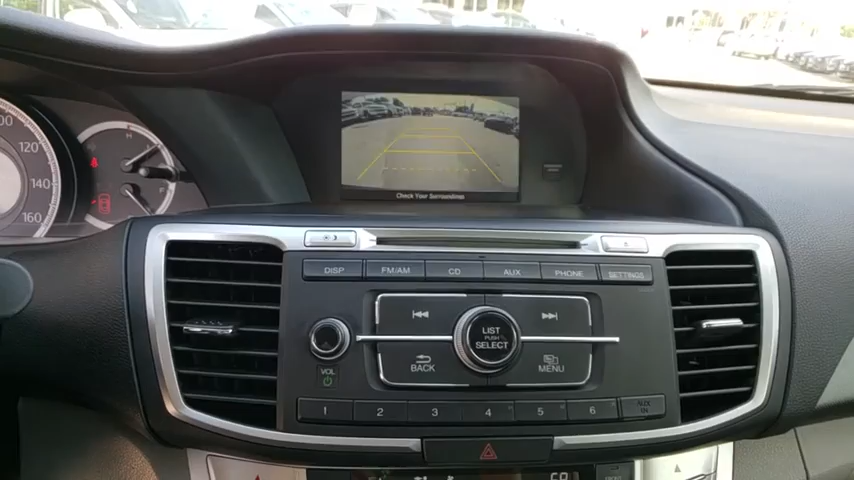 120
140
160
H
F
Check Your Surroundings
DISP FM/AM CD AUX PHONE SETTINGS
LIST
PUSH
SELECT
VOL
BACK
MENU
1 2 3 4 5 6 AUX